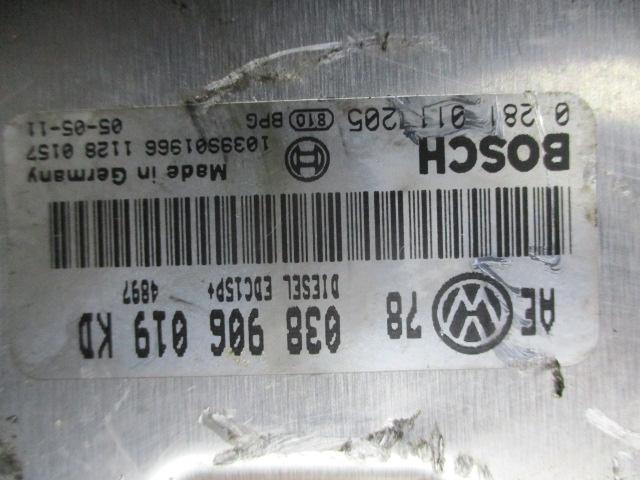 AE 78 038 906 019 KD
DIESEL EDC15P+ 4897
BOSCH Made in Germany
1039S01966 1128 0157
0 281 011 205 810 BPG 05-05-11